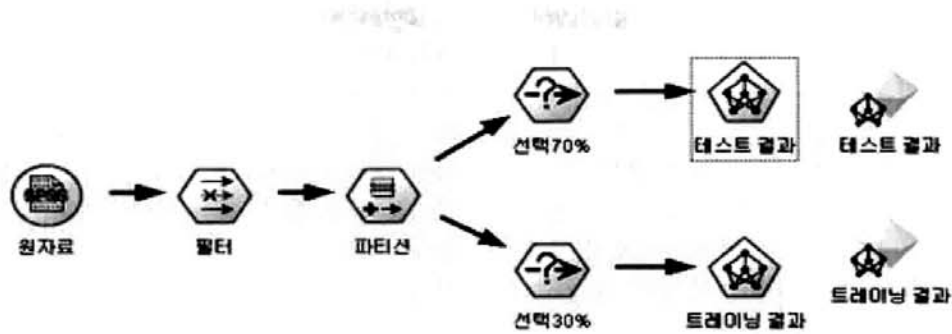 선택70%
테스트 결과
테스트 결과
원자료
필터
파티션
선택30%
트레이닝 결과
트레이닝 결과